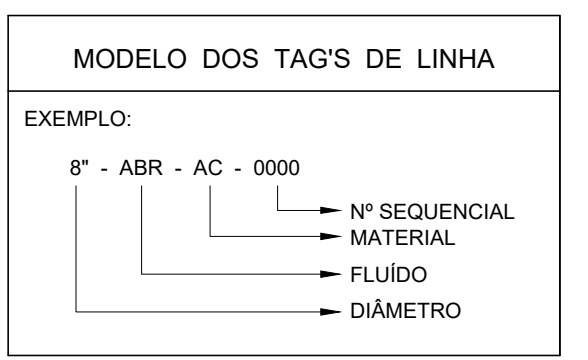 MODELO DOS TAG'S DE LINHA
EXEMPLO:
8" - ABR - AC - 0000
Nº SEQUENCIAL
MATERIAL
FLUÍDO
DIÂMETRO